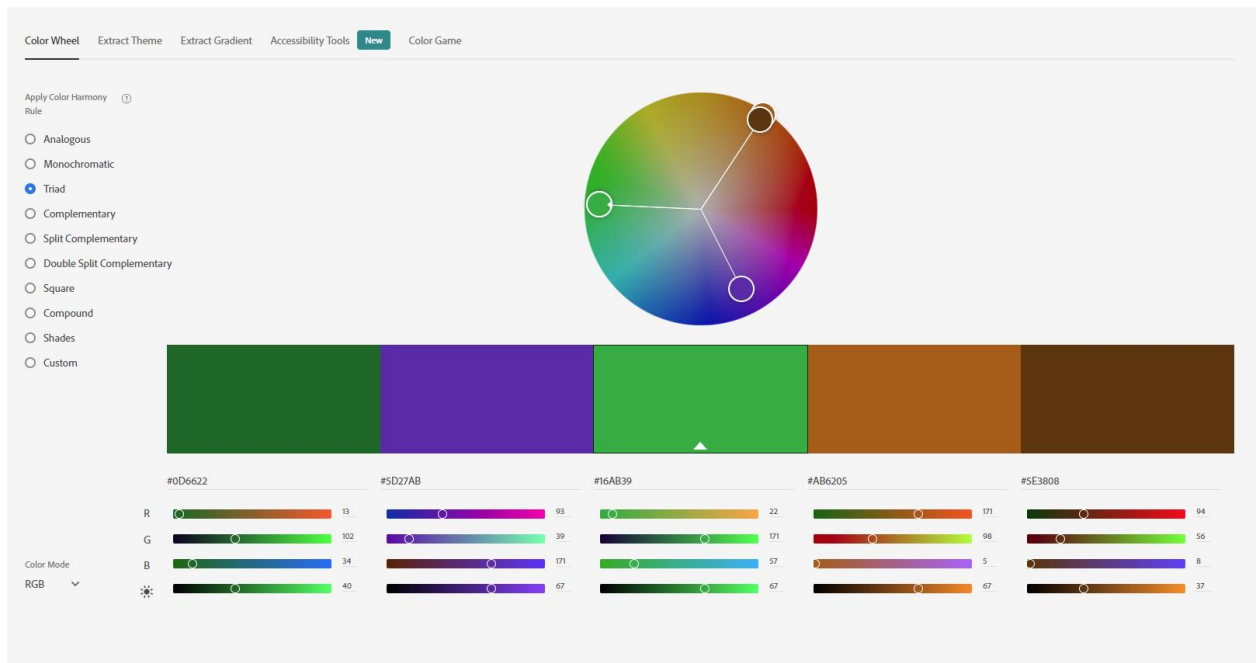 Color Wheel Extract Theme Extract Gradient Accessibility Tools New Color Game
Apply Color Harmony ?
Rule
Analogous
Monochromatic
Triad
Complementary
Split Complementary
Double Split Complementary
Square
Compound
Shades
Custom
#0D6622 #5D27AB #16AB39 #AB6205 #5E3808
R 13 93 22 171 94
G 102 39 171 98 56
Color Mode B 34 171 57 5 8
RGB 40 67 67 67 37